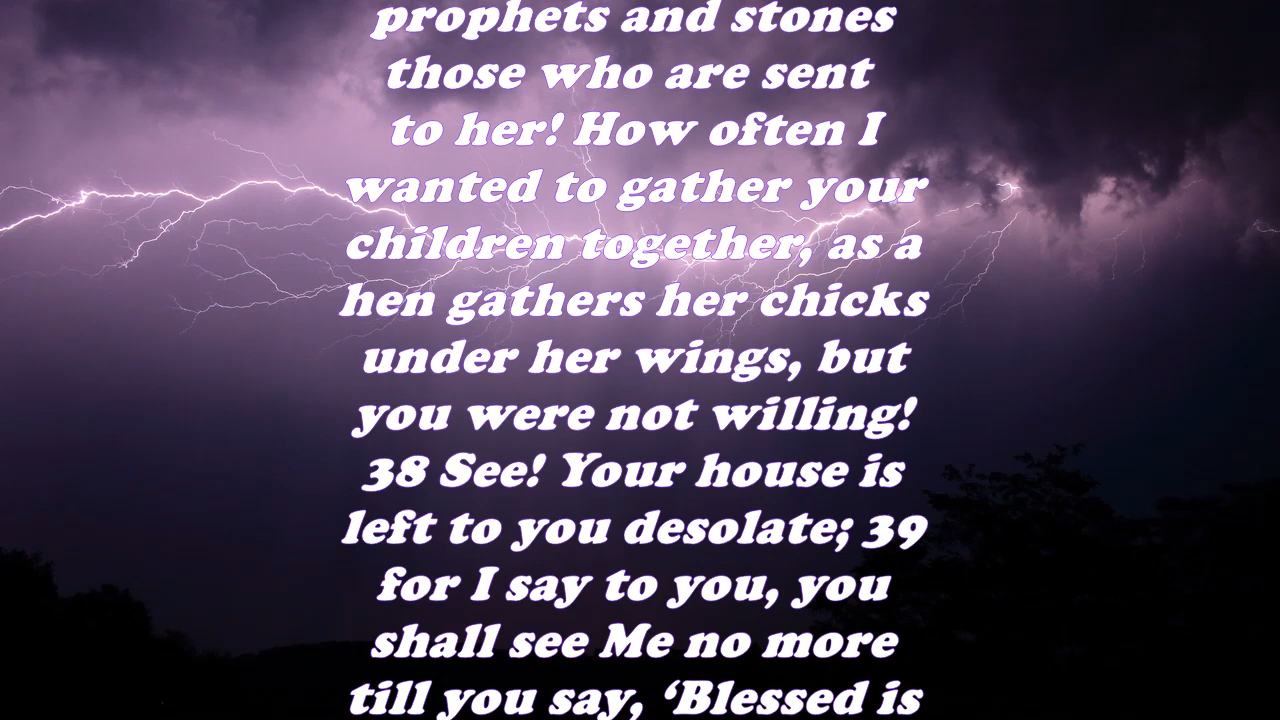 prophets and stones
those who are sent
to her! How often I
wanted to gather your
children together, as a
hen gathers her chicks
under her wings, but
you were not willing!
38 See! Your house is
left to you desolate; 39
for I say to you, you
shall see Me no more
till you say, ‘Blessed is